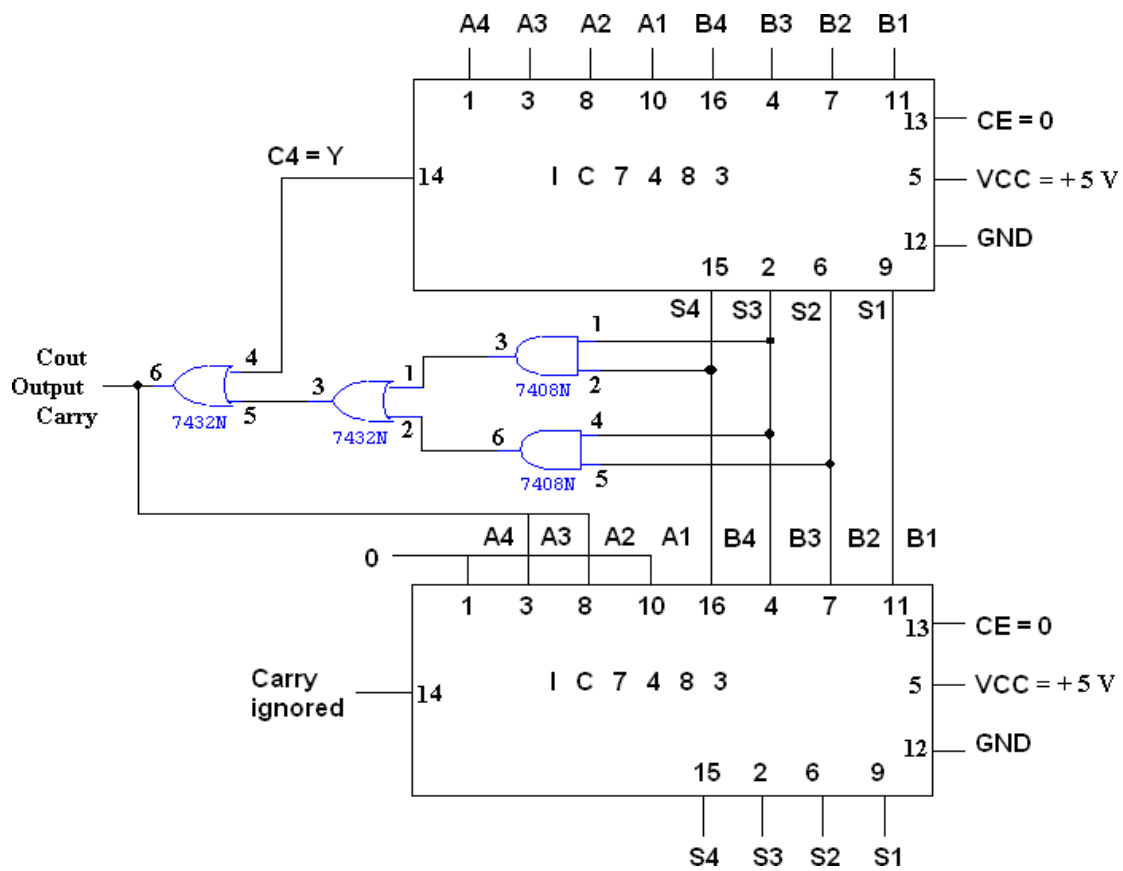 A4 A3 A2 A1 B4 B3 B2 B1
1 3 8 10 16 4 7 11
13 CE = 0
C4 = Y
14 I C 7 4 8 3 5 VCC = + 5 V
12 GND
15 2 6 9
S4 S3 S2 S1
1
3
2
7408N
Cout
Output
Carry
6
4
5
7432N
3
1
2
7432N
4
6
5
7408N
0
A4 A3 A2 A1 B4 B3 B2 B1
1 3 8 10 16 4 7 11
13 CE = 0
Carry
ignored
14 I C 7 4 8 3 5 VCC = + 5 V
12 GND
15 2 6 9
S4 S3 S2 S1